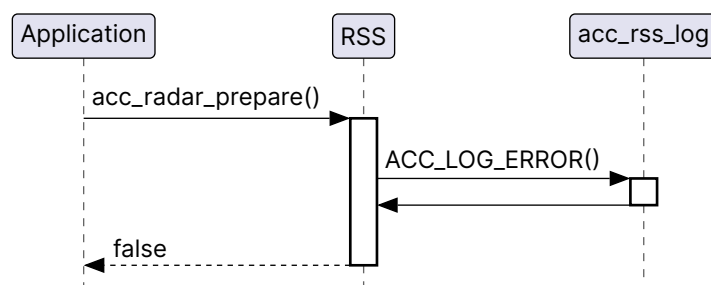 Application
RSS
acc_rss_log
acc_radar_prepare()
ACC_LOG_ERROR()
false